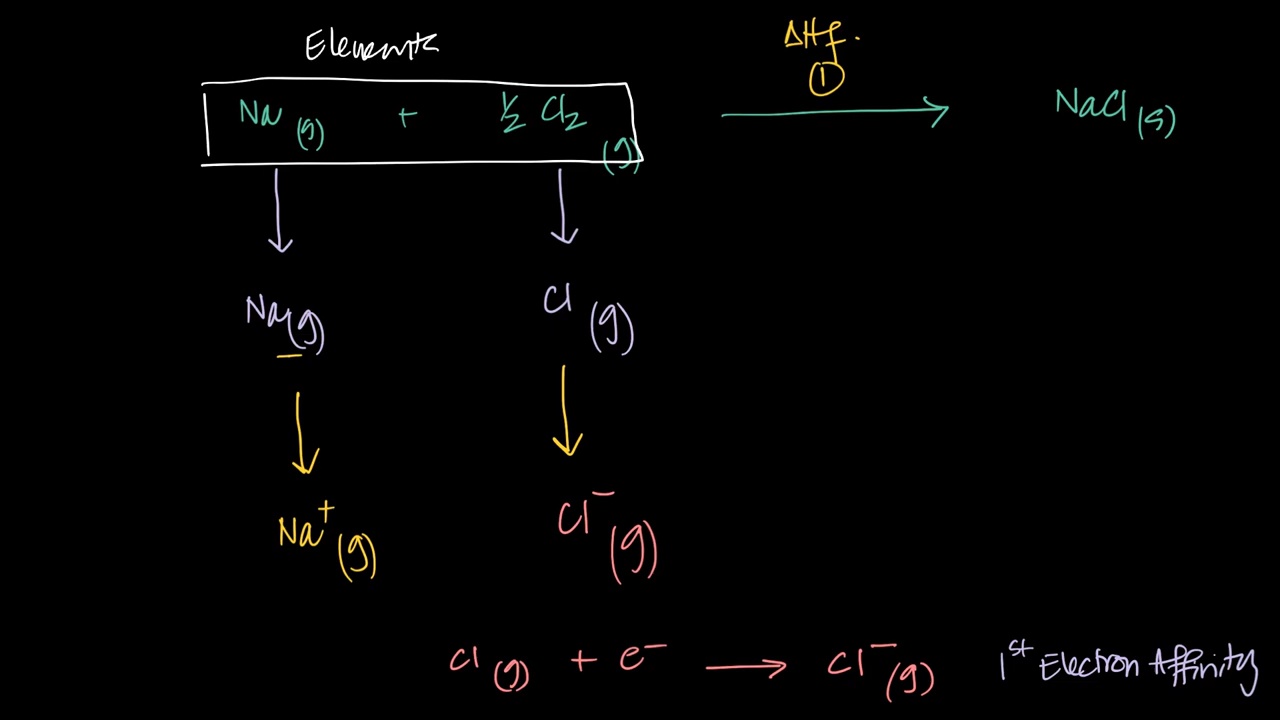 Elements
ΔHf.
①
Na (g) + ½ Cl₂ (g) → NaCl (s)
Na(g) Cl (g)
Na⁺ (g) Cl⁻ (g)
Cl (g) + e⁻ → Cl⁻ (g) 1st Electron Affinity